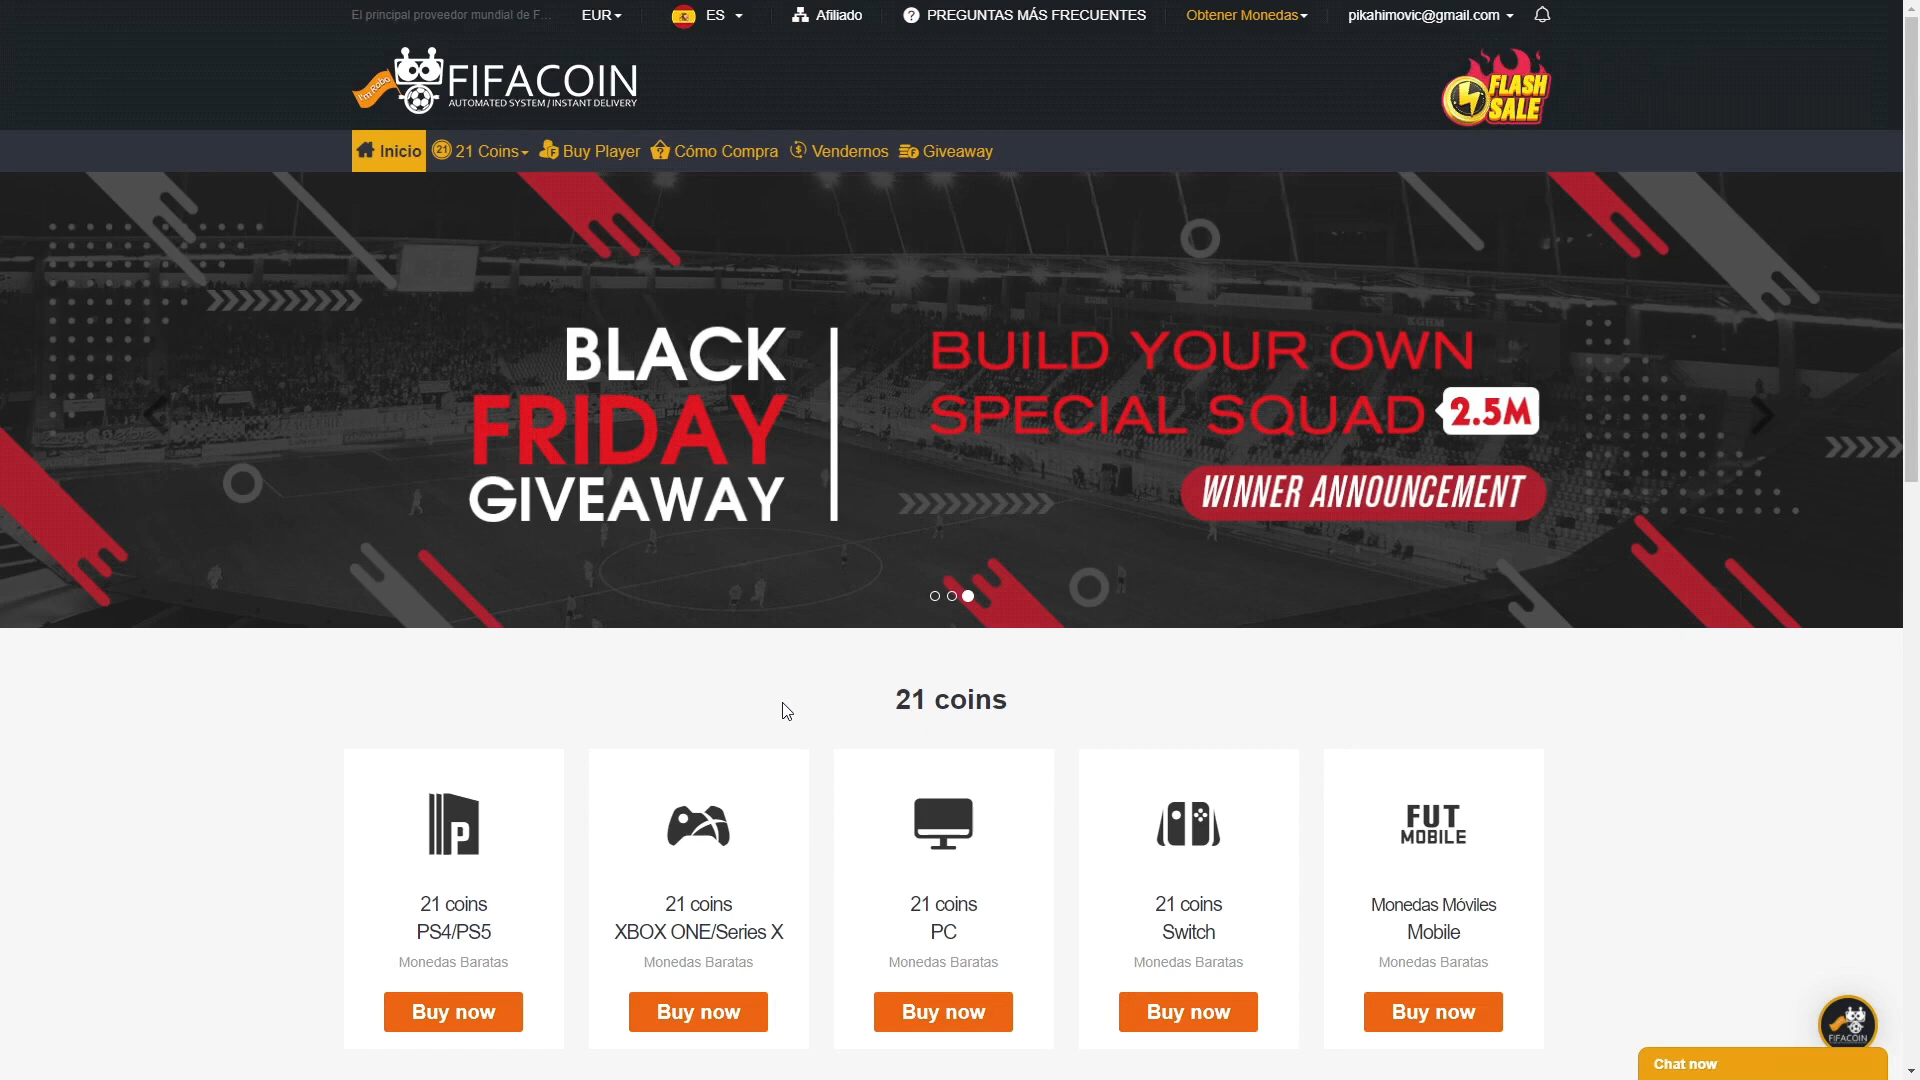 El principal proveedor mundial de F...
EUR
ES
Afiliado
PREGUNTAS MÁS FRECUENTES
Obtener Monedas
pikahimovic@gmail.com
I'm Robo
FIFACOIN
AUTOMATED SYSTEM / INSTANT DELIVERY
FLASH
SALE
Inicio
21
21 Coins
Buy Player
Cómo Compra
Vendernos
Giveaway
BLACK
FRIDAY
GIVEAWAY
BUILD YOUR OWN
SPECIAL SQUAD 2.5M
WINNER ANNOUNCEMENT
21 coins
P
21 coins
PS4/PS5
Monedas Baratas
Buy now
21 coins
XBOX ONE/Series X
Monedas Baratas
Buy now
21 coins
PC
Monedas Baratas
Buy now
21 coins
Switch
Monedas Baratas
Buy now
FUT
MOBILE
Monedas Móviles
Mobile
Monedas Baratas
Buy now
FIFACOIN
Chat now